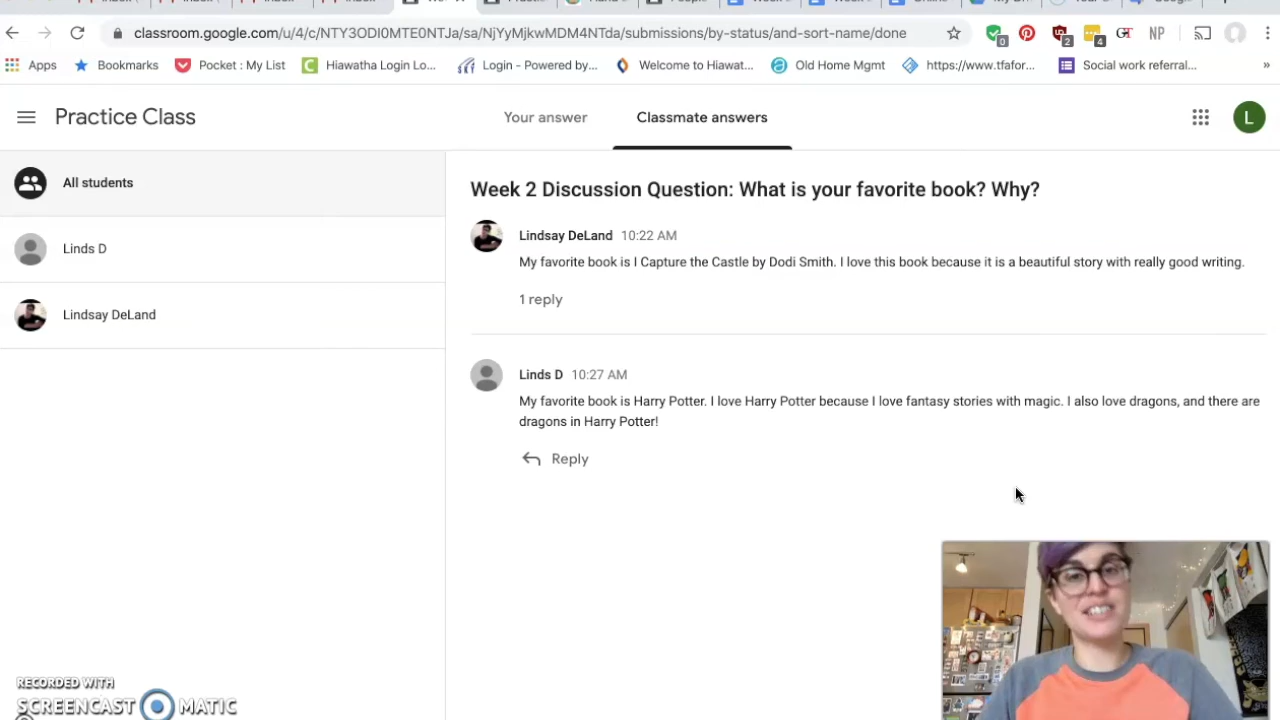 classroom.google.com/u/4/c/NTY3ODI0MTE0NTJa/sa/NjYyMjkwMDM4NTda/submissions/by-status/and-sort-name/done
0 2 4 GT NP
Apps Bookmarks Pocket : My List Hiawatha Login Lo... Login - Powered by... Welcome to Hiawat... Old Home Mgmt https://www.tfafor... Social work referral... »
Practice Class Your answer Classmate answers L
All students
Linds D
Lindsay DeLand
Week 2 Discussion Question: What is your favorite book? Why?
Lindsay DeLand 10:22 AM
My favorite book is I Capture the Castle by Dodi Smith. I love this book because it is a beautiful story with really good writing.
1 reply
Linds D 10:27 AM
My favorite book is Harry Potter. I love Harry Potter because I love fantasy stories with magic. I also love dragons, and there are
dragons in Harry Potter!
Reply
RECORDED WITH
SCREENCAST MATIC